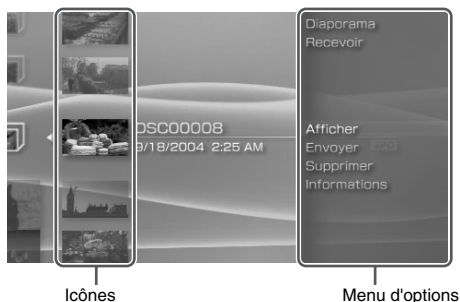 Diaporama
Recevoir
DSC00008
9/18/2004 2:25 AM
Afficher
Envoyer
Supprimer
Informations
Icônes
Menu d'options